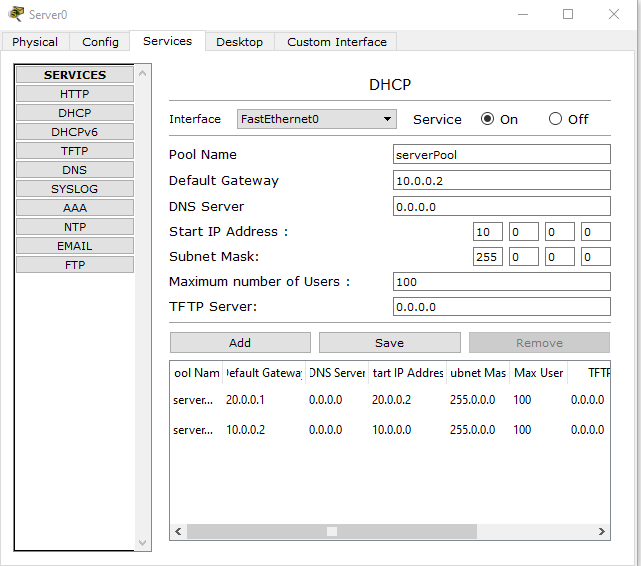 Server0
Physical Config Services Desktop Custom Interface
SERVICES
HTTP
DHCP
DHCPv6
TFTP
DNS
SYSLOG
AAA
NTP
EMAIL
FTP
DHCP
Interface FastEthernet0 Service On Off
Pool Name serverPool
Default Gateway 10.0.0.2
DNS Server 0.0.0.0
Start IP Address : 10 0 0 0
Subnet Mask: 255 0 0 0
Maximum number of Users : 100
TFTP Server: 0.0.0.0
Add Save Remove
ool Nam efault Gateway DNS Server tart IP Addres ubnet Mas Max User TFTP
server... 20.0.0.1 0.0.0.0 20.0.0.2 255.0.0.0 100 0.0.0.0
server... 10.0.0.2 0.0.0.0 10.0.0.0 255.0.0.0 100 0.0.0.0